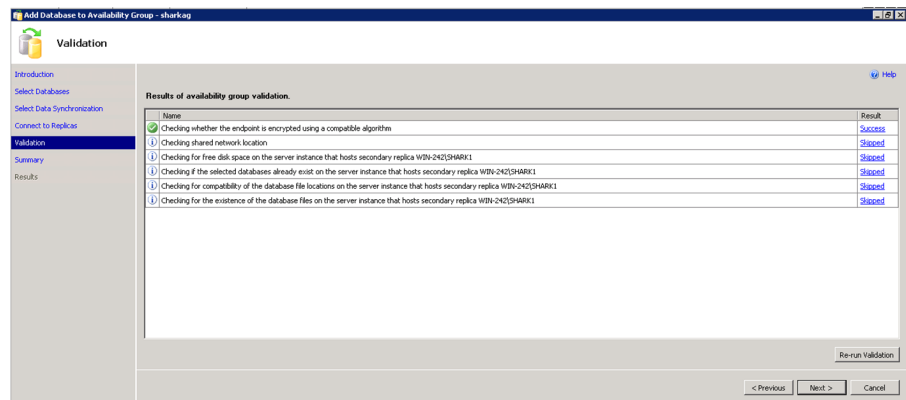 Add Database to Availability Group - sharkag
Validation
Introduction
Select Databases
Select Data Synchronization
Connect to Replicas
Validation
Summary
Results
Help
Results of availability group validation.
Name Result
Checking whether the endpoint is encrypted using a compatible algorithm Success
Checking shared network location Skipped
Checking for free disk space on the server instance that hosts secondary replica WIN-242\SHARK1 Skipped
Checking if the selected databases already exist on the server instance that hosts secondary replica WIN-242\SHARK1 Skipped
Checking for compatibility of the database file locations on the server instance that hosts secondary replica WIN-242\SHARK1 Skipped
Checking for the existence of the database files on the server instance that hosts secondary replica WIN-242\SHARK1 Skipped
Re-run Validation
< Previous Next > Cancel